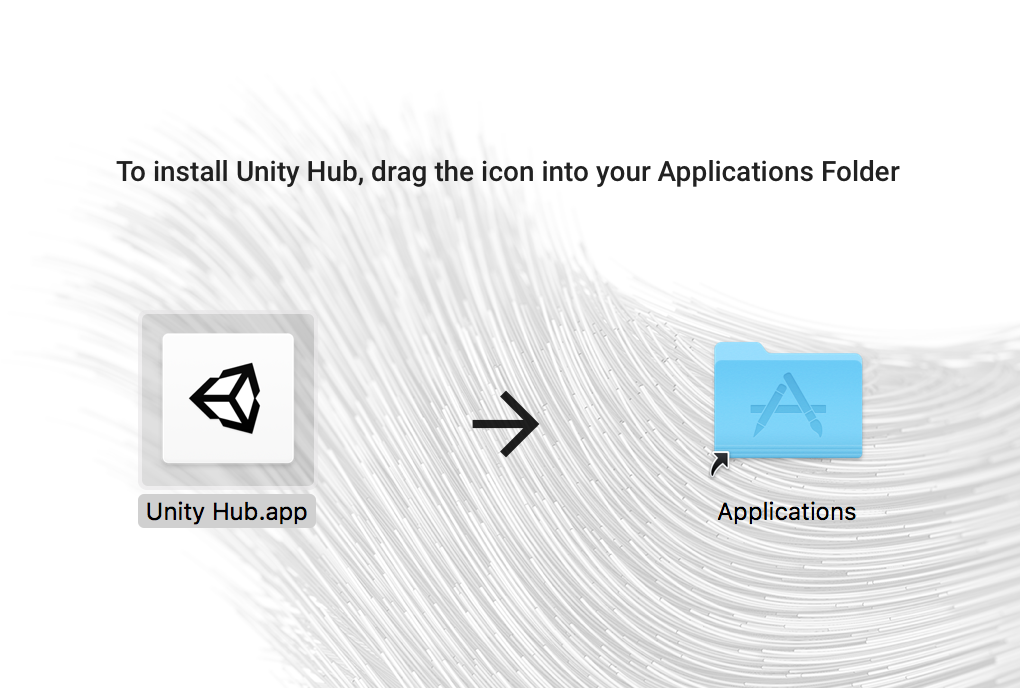 To install Unity Hub, drag the icon into your Applications Folder
Unity Hub.app
Applications